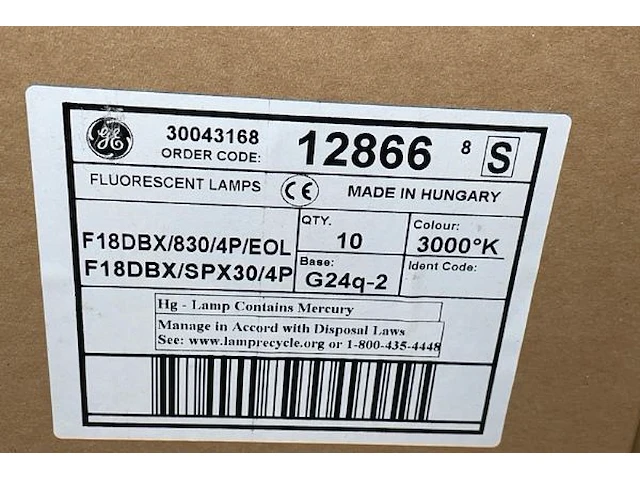 GE
30043168
ORDER CODE: 12866 8 S
FLUORESCENT LAMPS CE MADE IN HUNGARY
F18DBX/830/4P/EOL
F18DBX/SPX30/4P
QTY.
10
Colour:
3000°K
Base:
G24q-2
Ident Code:
Hg - Lamp Contains Mercury
Manage in Accord with Disposal Laws
See: www.lamprecycle.org or 1-800-435-4448